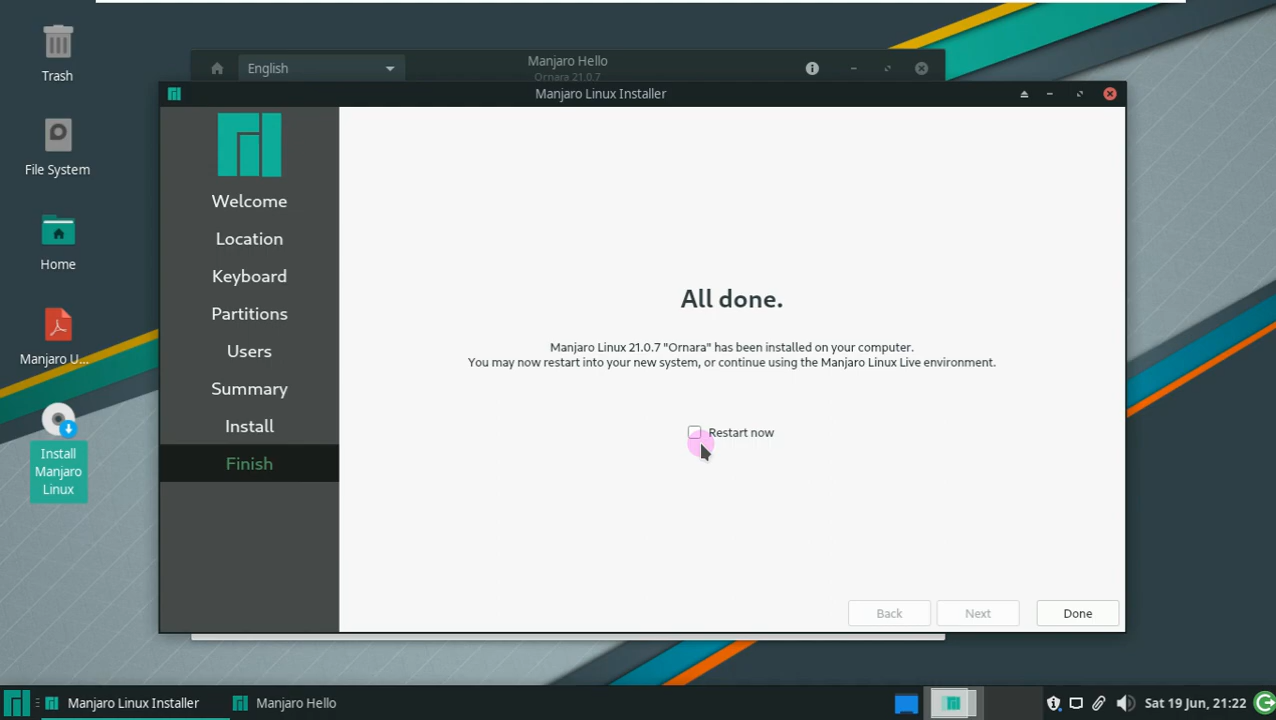 Trash
File System
Home
Manjaro U...
Install
Manjaro
Linux
English
Manjaro Hello
Ornara 21.0.7
Manjaro Linux Installer
Welcome
Location
Keyboard
Partitions
Users
Summary
Install
Finish
All done.
Manjaro Linux 21.0.7 "Ornara" has been installed on your computer.
You may now restart into your new system, or continue using the Manjaro Linux Live environment.
Restart now
Back
Next
Done
Manjaro Linux Installer
Manjaro Hello
Sat 19 Jun, 21:22